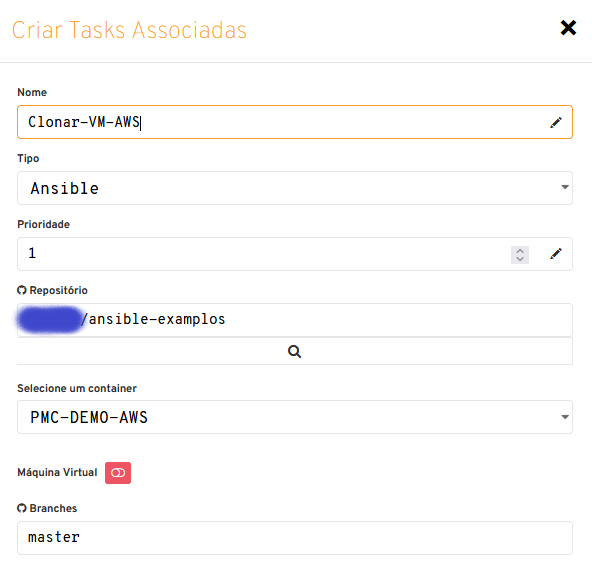 Criar Tasks Associadas
Nome
Clonar-VM-AWS
Tipo
Ansible
Prioridade
1
Repositório
/ansible-examplos
Selecione um container
PMC-DEMO-AWS
Máquina Virtual
Branches
master